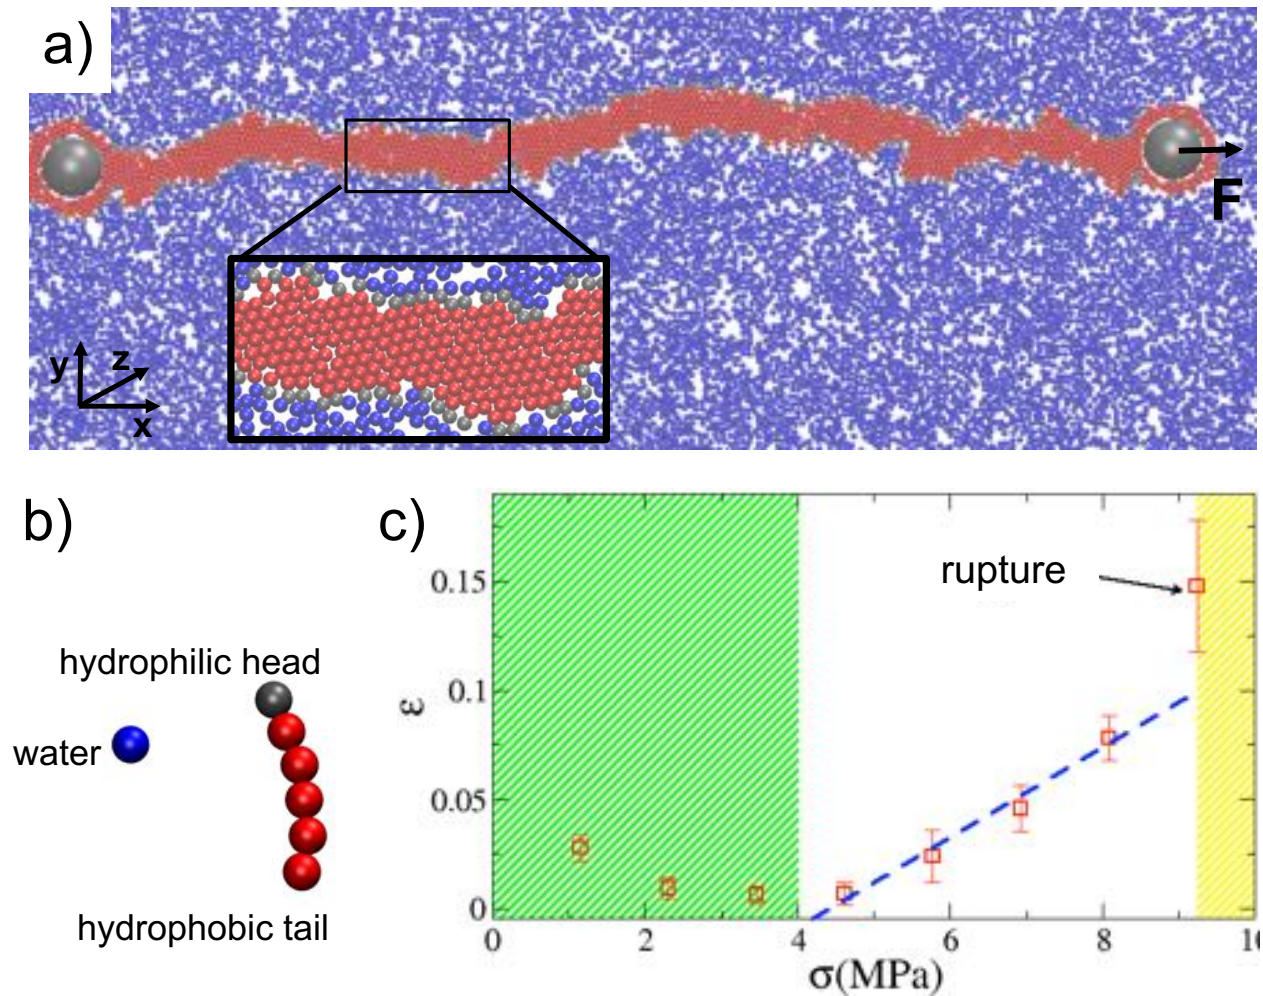 a)
F
y
z
x
b)
hydrophilic head
water
hydrophobic tail
c)
rupture
ε
0.15
0.1
0.05
0
0 2 4 6 8 10
σ(MPa)